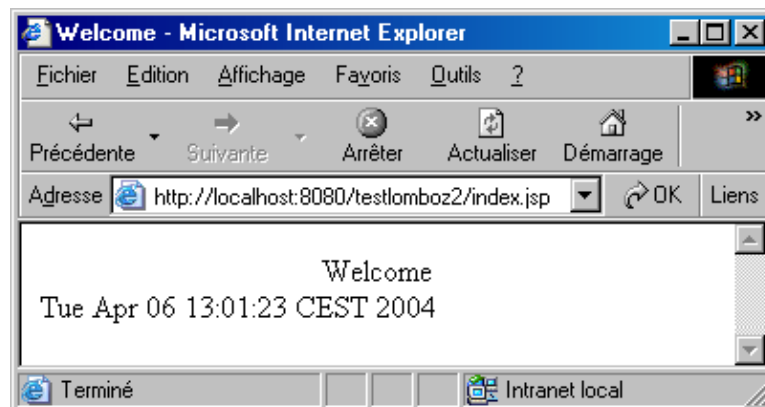 Welcome - Microsoft Internet Explorer
Fichier Edition Affichage Favoris Outils ?
Précédente Suivante Arrêter Actualiser Démarrage »
Adresse http://localhost:8080/testlomboz2/index.jsp OK Liens
Welcome
Tue Apr 06 13:01:23 CEST 2004
Terminé Intranet local